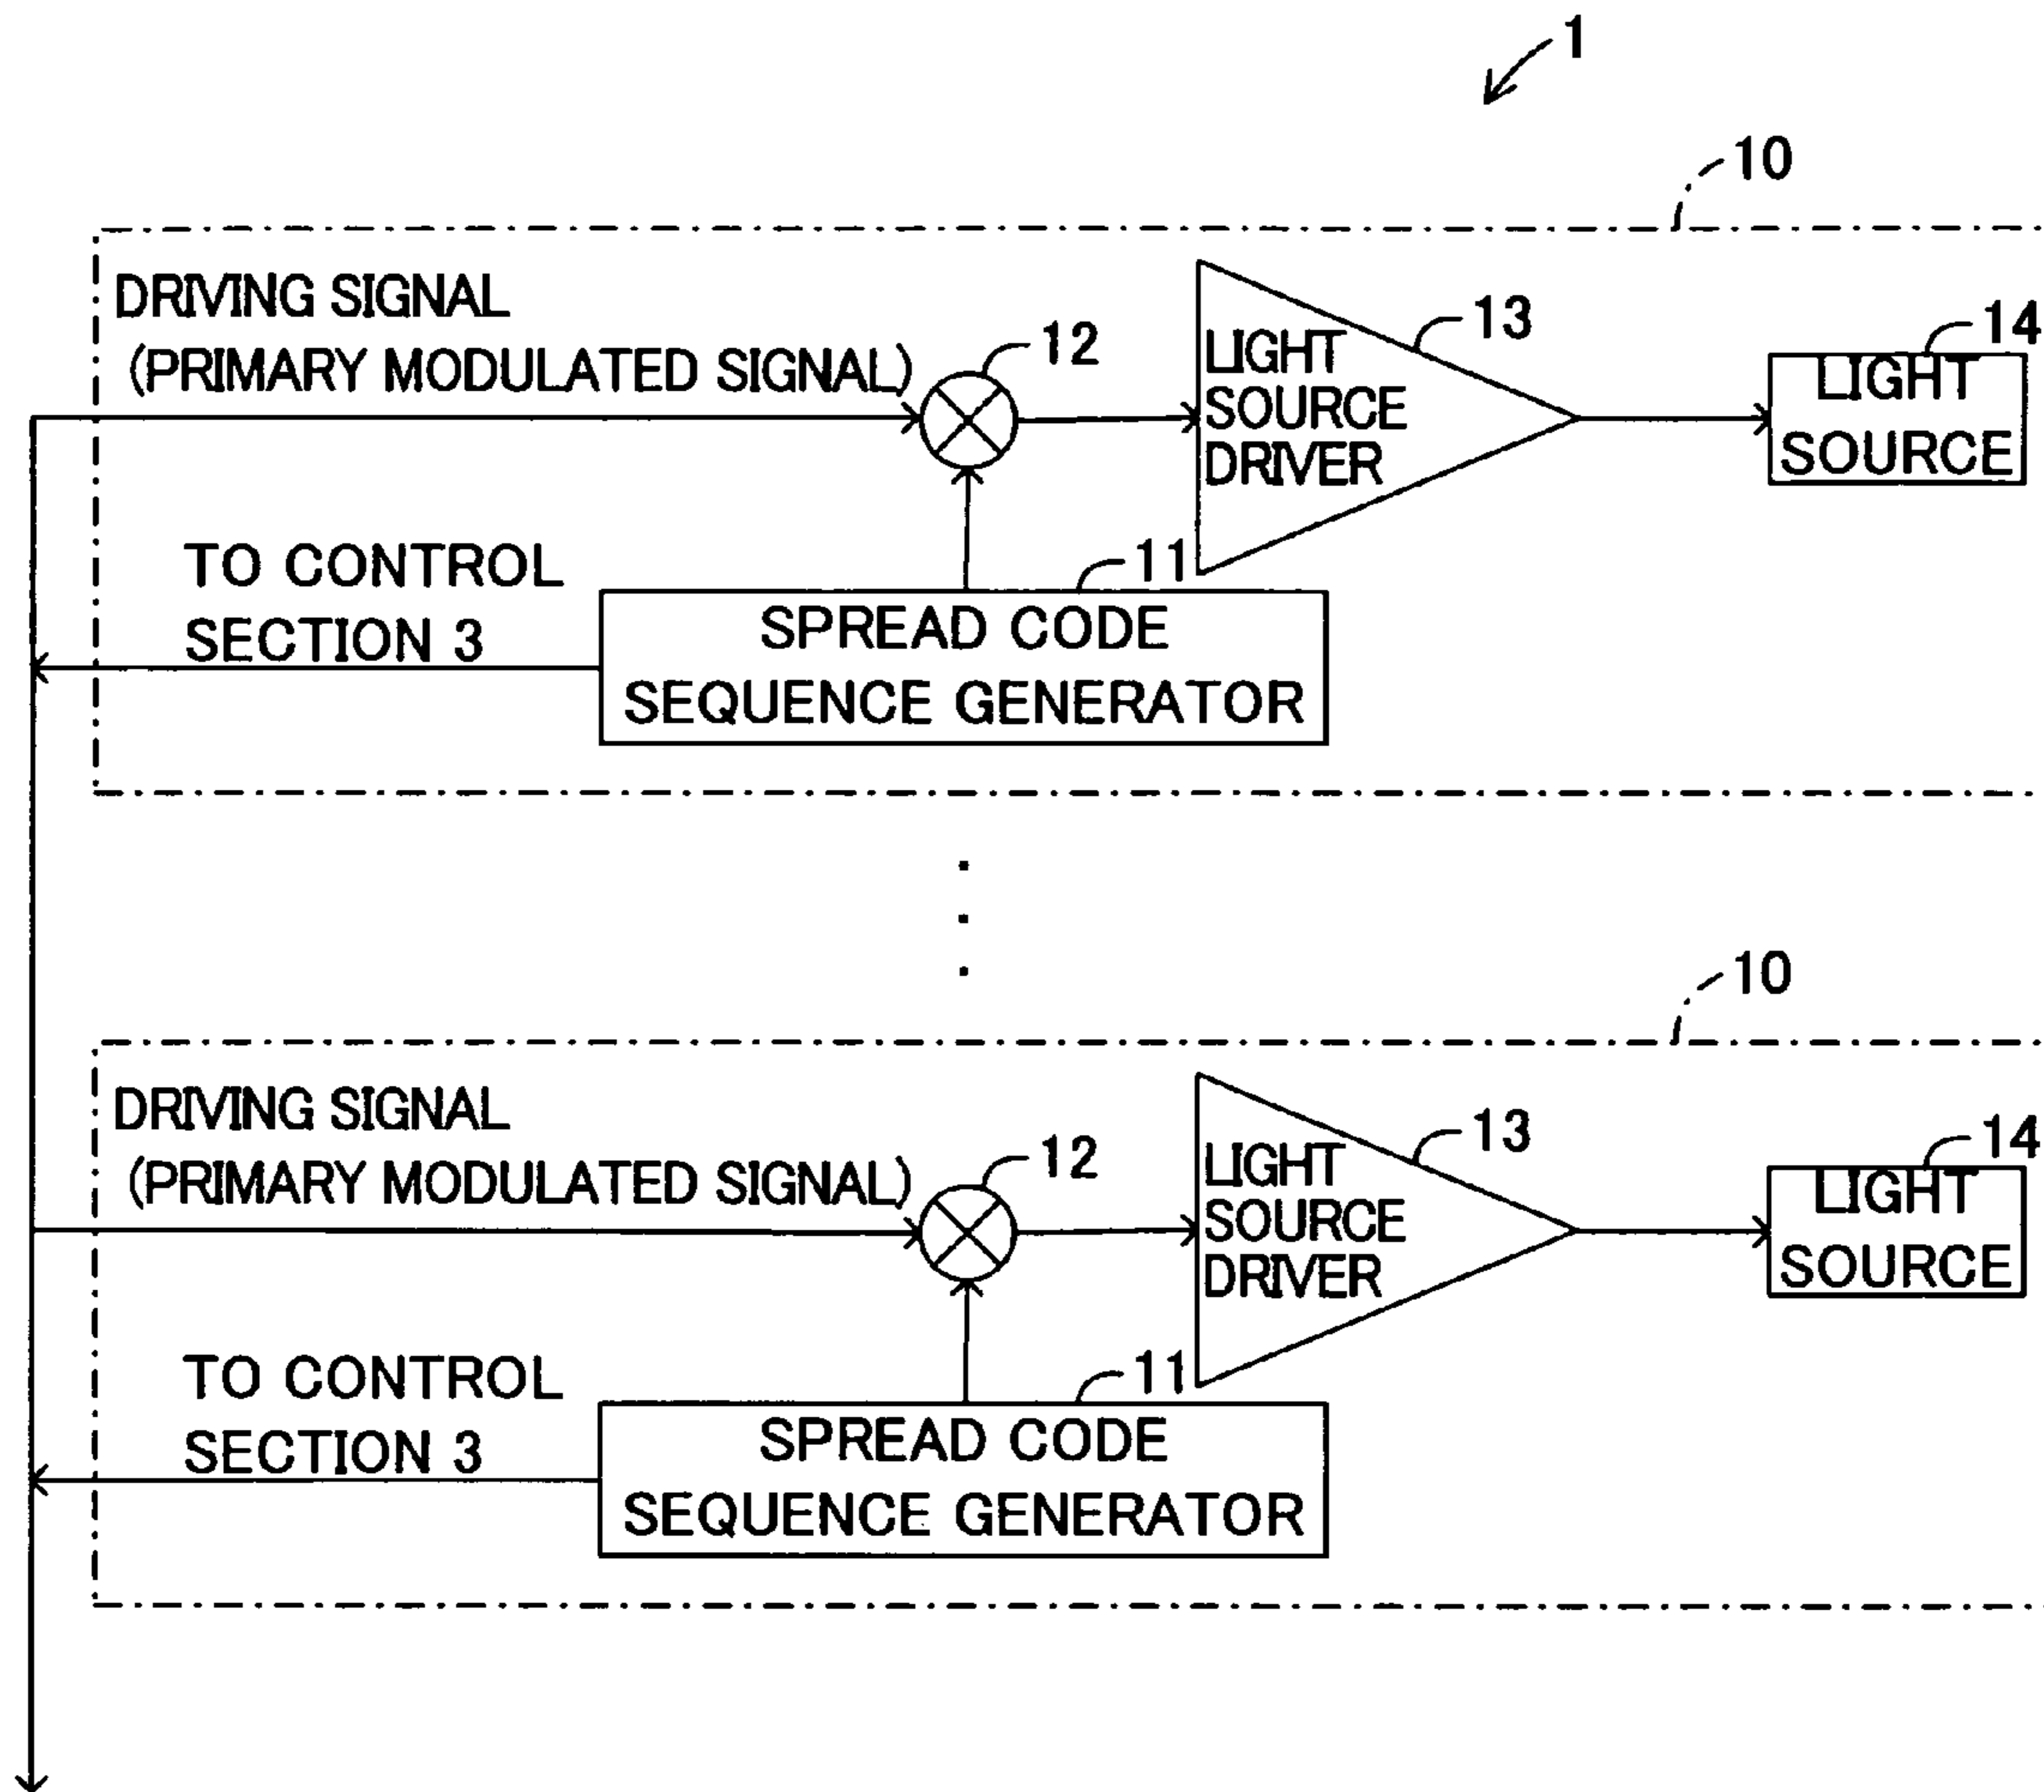 1
10
DRIVING SIGNAL
(PRIMARY MODULATED SIGNAL)
12
LIGHT
SOURCE
DRIVER
13
14
LIGHT
SOURCE
TO CONTROL
SECTION 3
11
SPREAD CODE
SEQUENCE GENERATOR
10
DRIVING SIGNAL
(PRIMARY MODULATED SIGNAL)
12
LIGHT
SOURCE
DRIVER
13
14
LIGHT
SOURCE
TO CONTROL
SECTION 3
11
SPREAD CODE
SEQUENCE GENERATOR